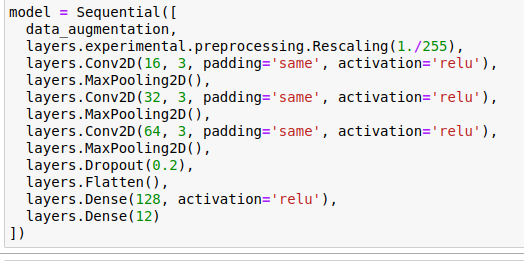 model = Sequential([
  data_augmentation,
  layers.experimental.preprocessing.Rescaling(1./255),
  layers.Conv2D(16, 3, padding='same', activation='relu'),
  layers.MaxPooling2D(),
  layers.Conv2D(32, 3, padding='same', activation='relu'),
  layers.MaxPooling2D(),
  layers.Conv2D(64, 3, padding='same', activation='relu'),
  layers.MaxPooling2D(),
  layers.Dropout(0.2),
  layers.Flatten(),
  layers.Dense(128, activation='relu'),
  layers.Dense(12)
])